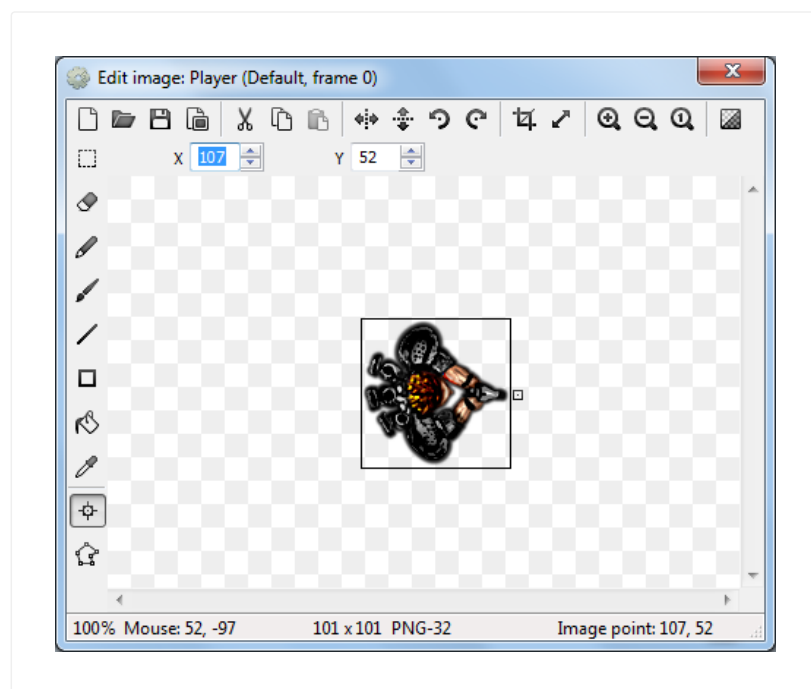 Edit image: Player (Default, frame 0)
X 107 Y 52
100% Mouse: 52, -97 101 x 101 PNG-32 Image point: 107, 52